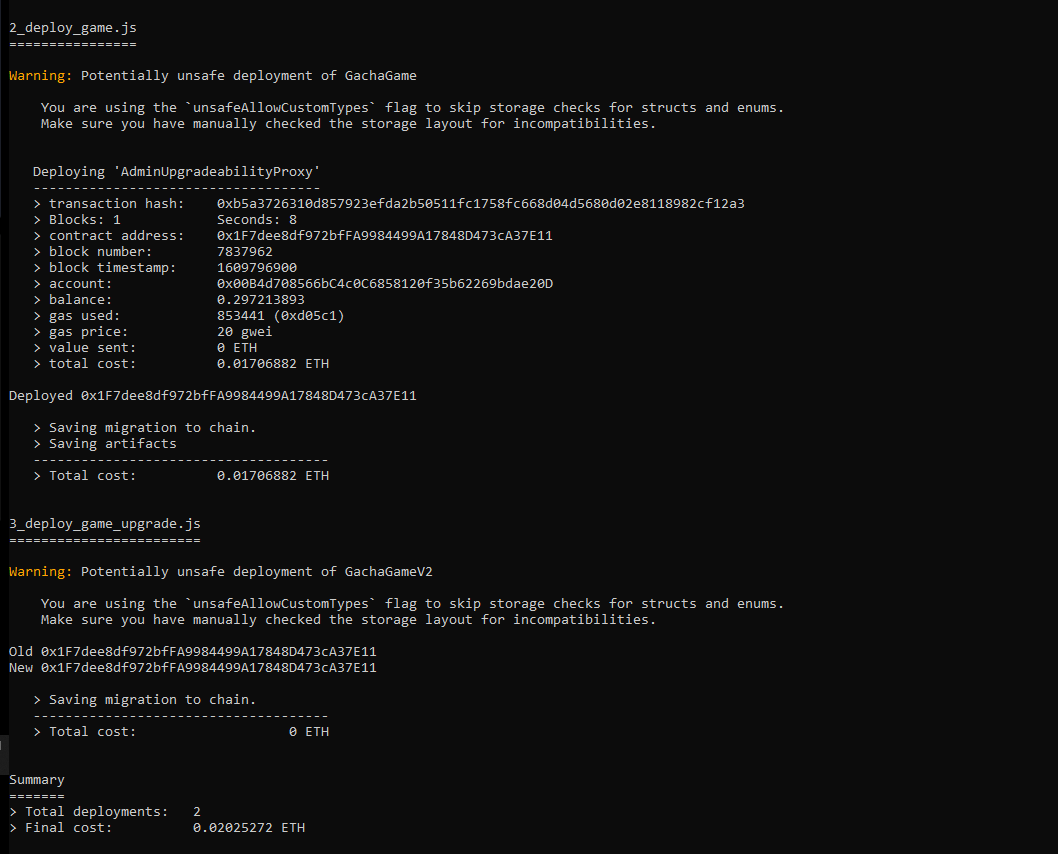 2_deploy_game.js
================
Warning: Potentially unsafe deployment of GachaGame
You are using the `unsafeAllowCustomTypes` flag to skip storage checks for structs and enums.
Make sure you have manually checked the storage layout for incompatibilities.
Deploying 'AdminUpgradeabilityProxy'
------------------------------------
> transaction hash:    0xb5a3726310d857923efda2b50511fc1758fc668d04d5680d02e8118982cf12a3
> Blocks: 1            Seconds: 8
> contract address:    0x1F7dee8df972bfFA9984499A17848D473cA37E11
> block number:        7837962
> block timestamp:     1609796900
> account:             0x00B4d708566bC4c0C6858120f35b62269bdae20D
> balance:             0.297213893
> gas used:            853441 (0xd05c1)
> gas price:           20 gwei
> value sent:          0 ETH
> total cost:          0.01706882 ETH
Deployed 0x1F7dee8df972bfFA9984499A17848D473cA37E11
> Saving migration to chain.
> Saving artifacts
-------------------------------------
> Total cost:          0.01706882 ETH
3_deploy_game_upgrade.js
========================
Warning: Potentially unsafe deployment of GachaGameV2
You are using the `unsafeAllowCustomTypes` flag to skip storage checks for structs and enums.
Make sure you have manually checked the storage layout for incompatibilities.
Old 0x1F7dee8df972bfFA9984499A17848D473cA37E11
New 0x1F7dee8df972bfFA9984499A17848D473cA37E11
> Saving migration to chain.
-------------------------------------
> Total cost:                   0 ETH
Summary
=======
> Total deployments:   2
> Final cost:          0.02025272 ETH